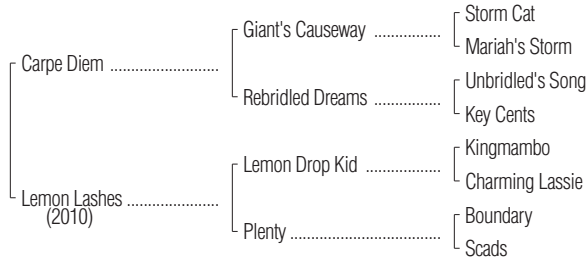 Storm Cat
Giant's Causeway ................
Mariah's Storm
Carpe Diem ......................
Unbridled's Song
Rebridled Dreams ................
Key Cents
Kingmambo
Lemon Drop Kid ..................
Charming Lassie
Lemon Lashes ....................
(2010)
Boundary
Plenty ................................
Scads